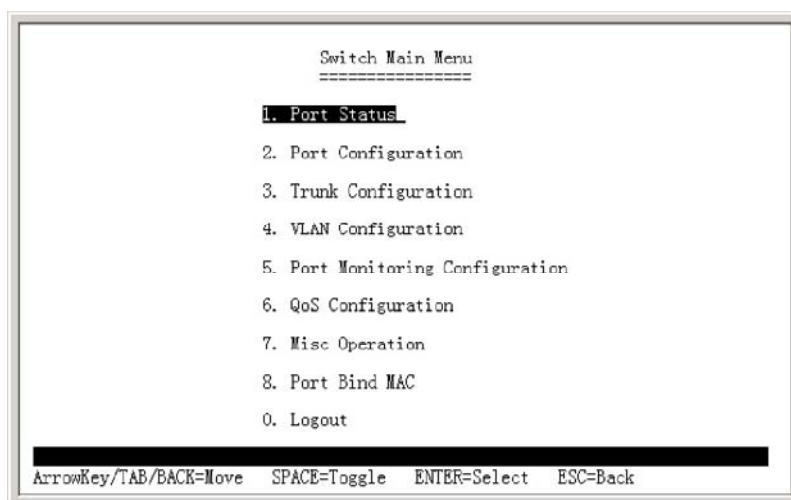 Switch Main Menu
================
1. Port Status_
2. Port Configuration
3. Trunk Configuration
4. VLAN Configuration
5. Port Monitoring Configuration
6. QoS Configuration
7. Misc Operation
8. Port Bind MAC
0. Logout
ArrowKey/TAB/BACK=Move SPACE=Toggle ENTER=Select ESC=Back